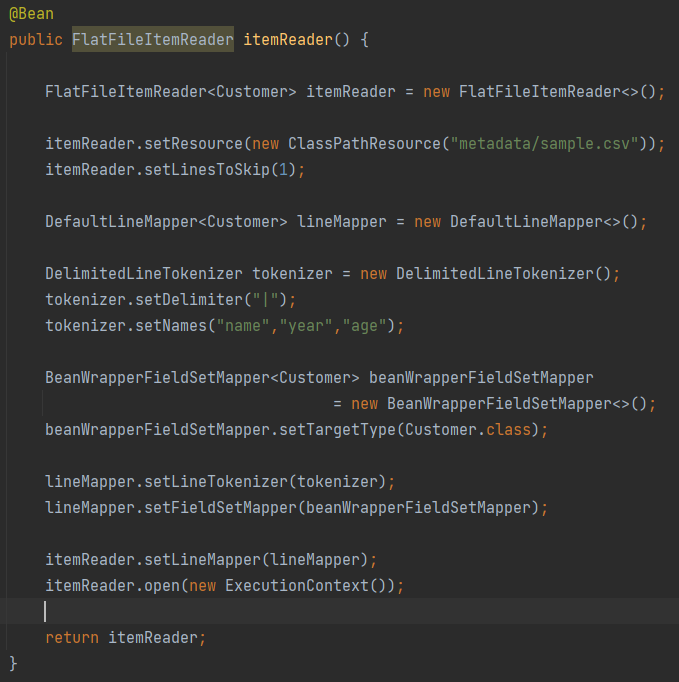 @Bean
public FlatFileItemReader itemReader() {
FlatFileItemReader<Customer> itemReader = new FlatFileItemReader<>();
itemReader.setResource(new ClassPathResource("metadata/sample.csv"));
itemReader.setLinesToSkip(1);
DefaultLineMapper<Customer> lineMapper = new DefaultLineMapper<>();
DelimitedLineTokenizer tokenizer = new DelimitedLineTokenizer();
tokenizer.setDelimiter("|");
tokenizer.setNames("name","year","age");
BeanWrapperFieldSetMapper<Customer> beanWrapperFieldSetMapper
= new BeanWrapperFieldSetMapper<>();
beanWrapperFieldSetMapper.setTargetType(Customer.class);
lineMapper.setLineTokenizer(tokenizer);
lineMapper.setFieldSetMapper(beanWrapperFieldSetMapper);
itemReader.setLineMapper(lineMapper);
itemReader.open(new ExecutionContext());
return itemReader;
}